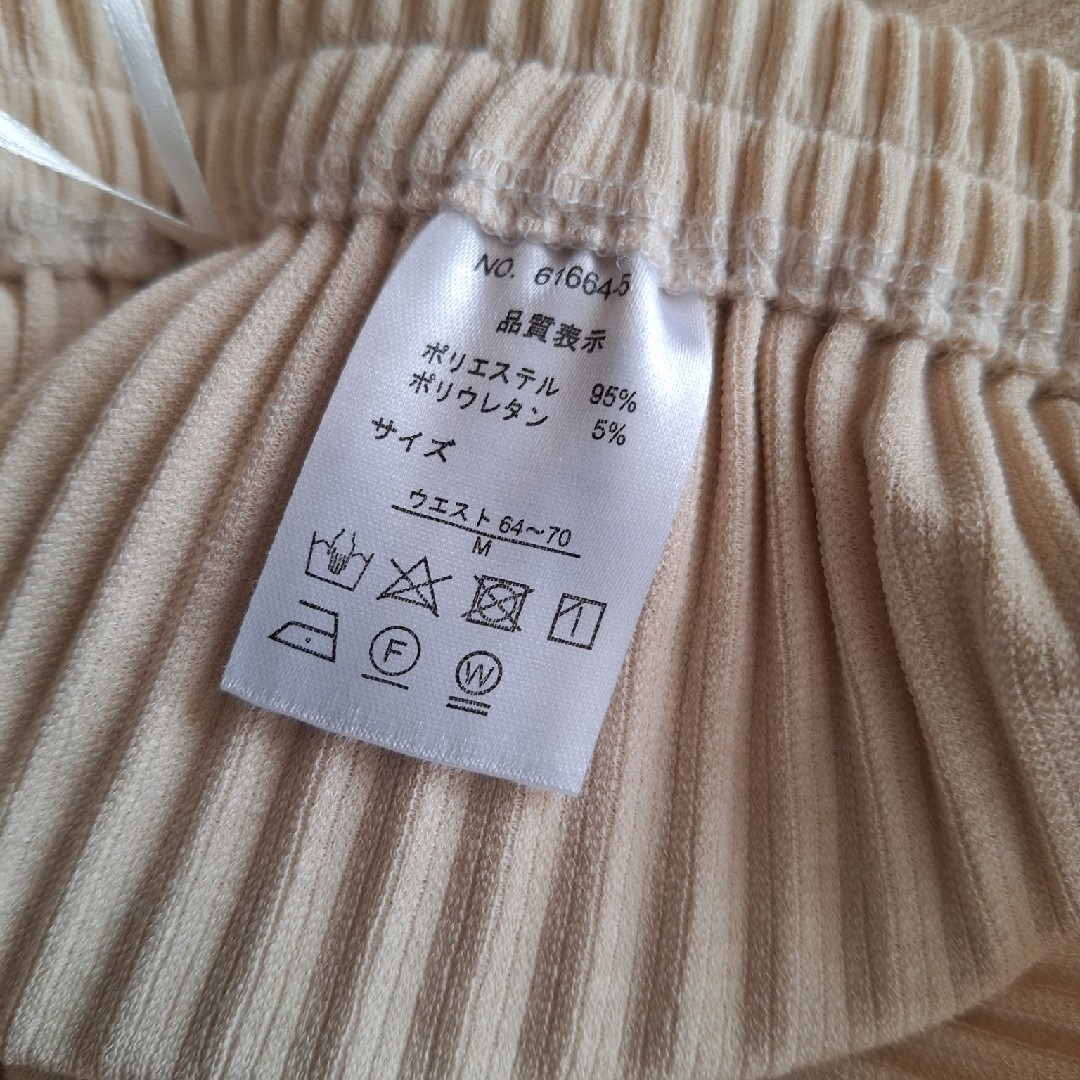 NO. 616645
品質表示
ポリエステル 95%
ポリウレタン 5%
サイズ
ウエスト 64～70
M
F
W